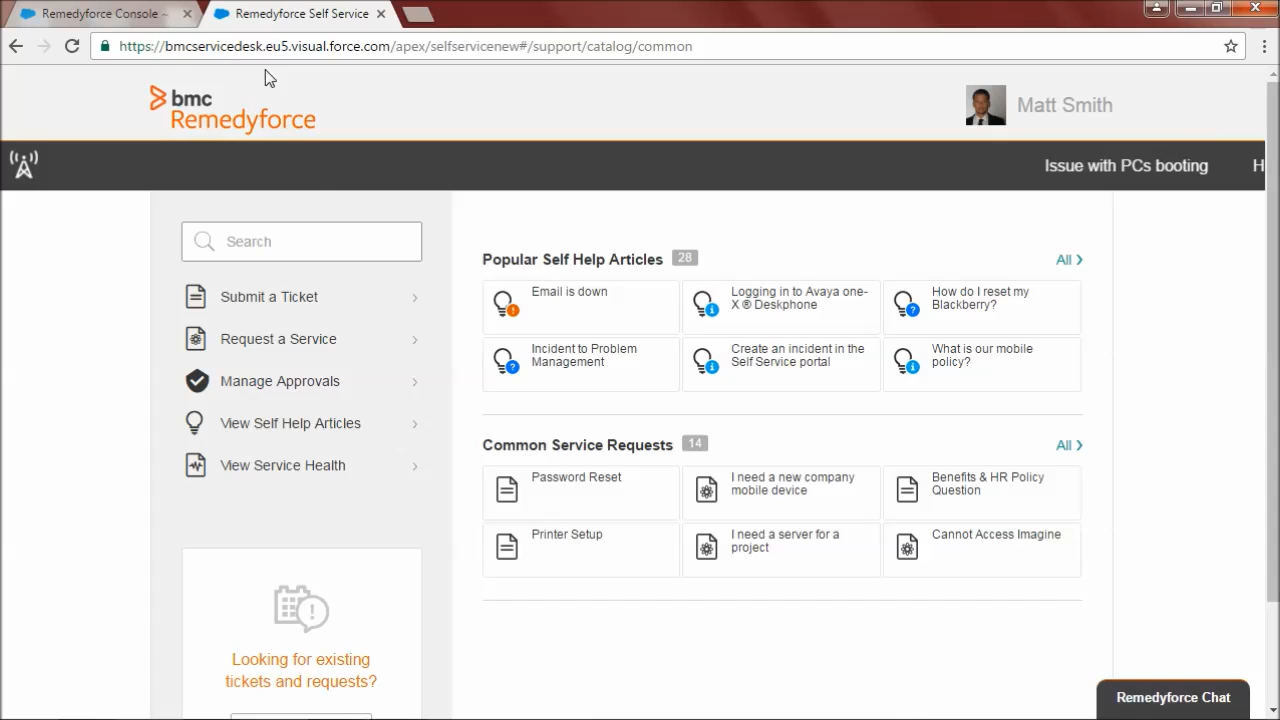 Remedyforce Console ~
Remedyforce Self Service
https://bmcservicedesk.eu5.visual.force.com/apex/selfservicenew#/support/catalog/common
bmc
Remedyforce
Matt Smith
Issue with PCs booting
H
Search
Submit a Ticket
Request a Service
Manage Approvals
View Self Help Articles
View Service Health
Looking for existing
tickets and requests?
Popular Self Help Articles 28
All
Email is down
Logging in to Avaya one-
X ® Deskphone
How do I reset my
Blackberry?
Incident to Problem
Management
Create an incident in the
Self Service portal
What is our mobile
policy?
Common Service Requests 14
All
Password Reset
I need a new company
mobile device
Benefits & HR Policy
Question
Printer Setup
I need a server for a
project
Cannot Access Imagine
Remedyforce Chat